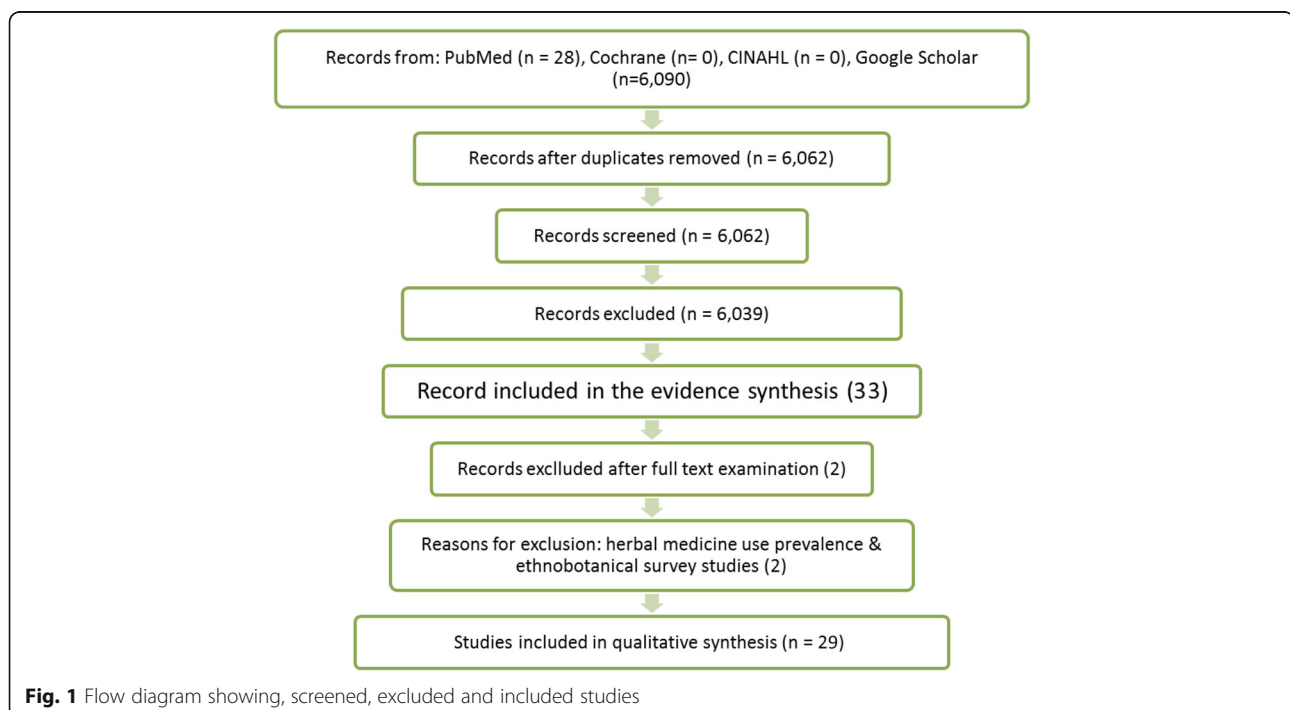 Records from: PubMed (n = 28), Cochrane (n= 0), CINAHL (n = 0), Google Scholar
(n=6,090)
Records after duplicates removed (n = 6,062)
Records screened (n = 6,062)
Records excluded (n = 6,039)
Record included in the evidence synthesis (33)
Records exclluded after full text examination (2)
Reasons for exclusion: herbal medicine use prevalence &
ethnobotanical survey studies (2)
Studies included in qualitative synthesis (n = 29)
Fig. 1 Flow diagram showing, screened, excluded and included studies